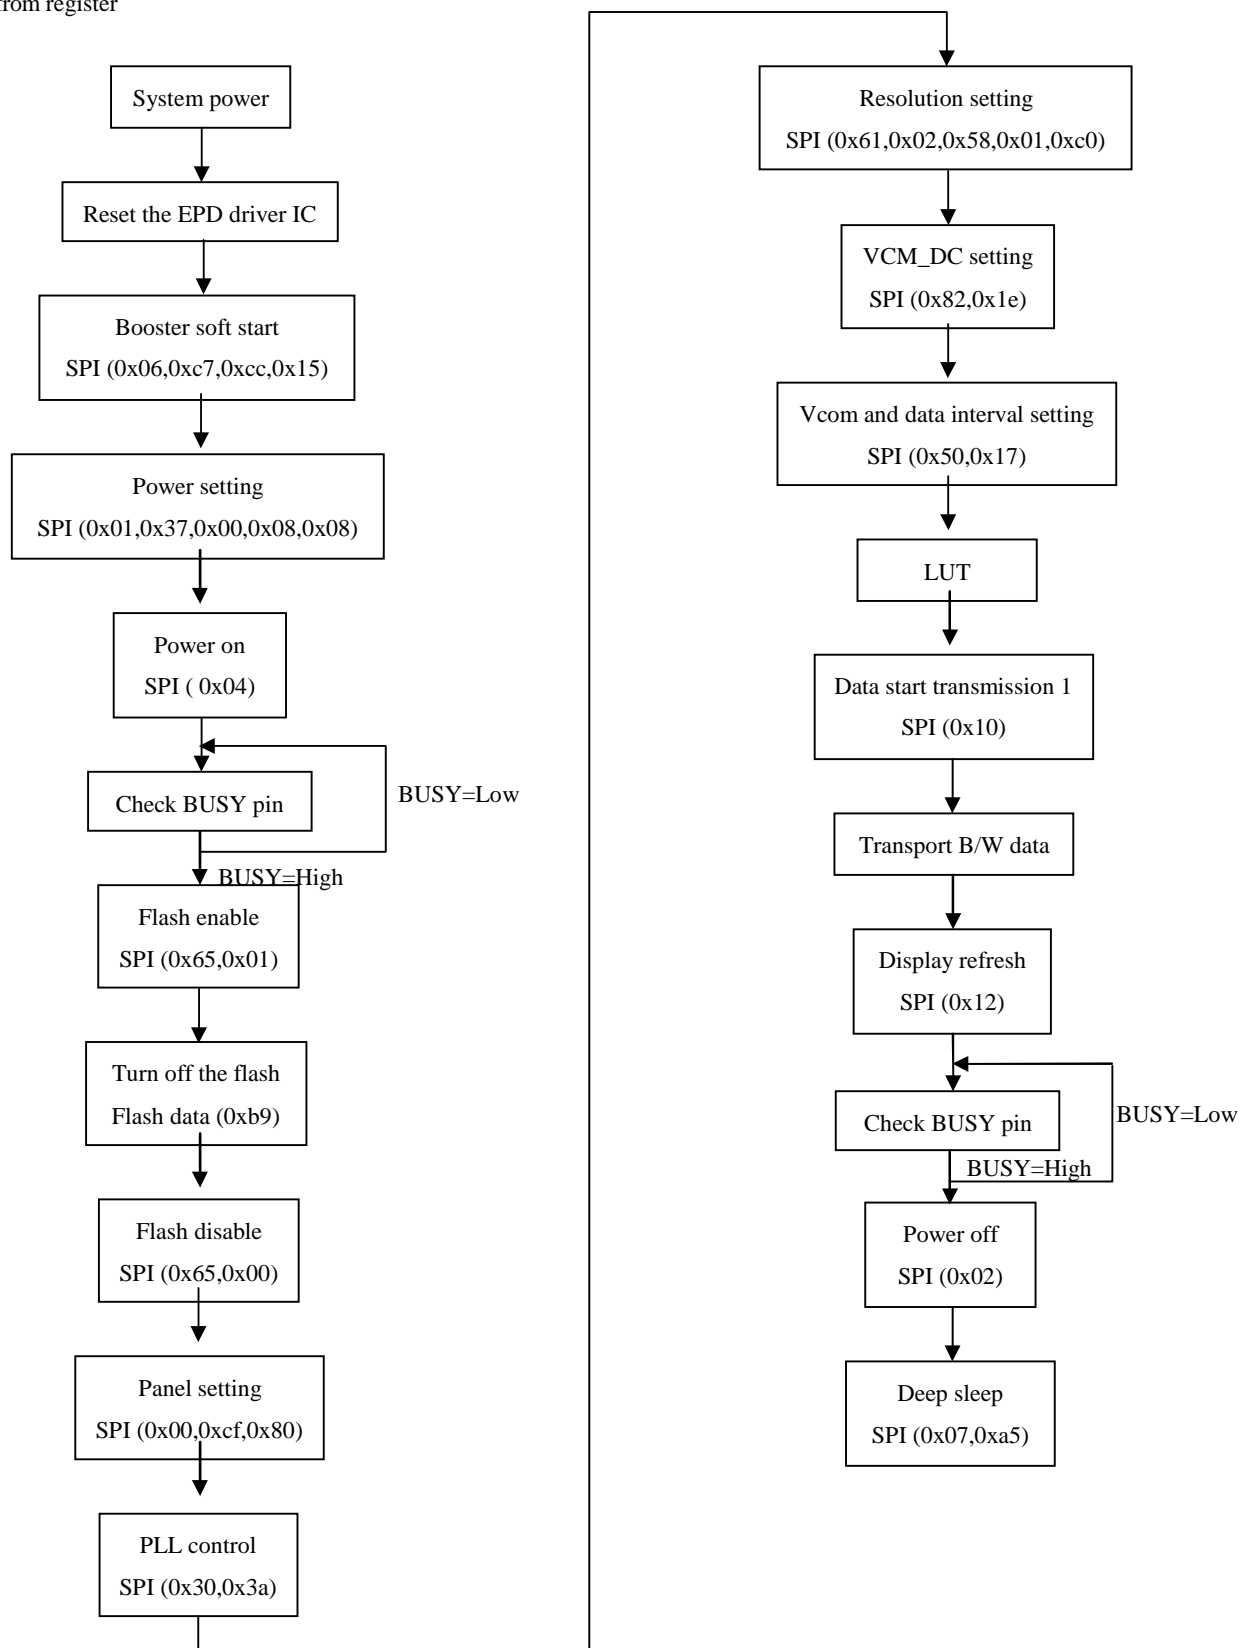 from register
System power
Reset the EPD driver IC
Booster soft start
SPI (0x06,0xc7,0xcc,0x15)
Power setting
SPI (0x01,0x37,0x00,0x08,0x08)
Power on
SPI ( 0x04)
Check BUSY pin
BUSY=Low
BUSY=High
Flash enable
SPI (0x65,0x01)
Turn off the flash
Flash data (0xb9)
Flash disable
SPI (0x65,0x00)
Panel setting
SPI (0x00,0xcf,0x80)
PLL control
SPI (0x30,0x3a)
Resolution setting
SPI (0x61,0x02,0x58,0x01,0xc0)
VCM_DC setting
SPI (0x82,0x1e)
Vcom and data interval setting
SPI (0x50,0x17)
LUT
Data start transmission 1
SPI (0x10)
Transport B/W data
Display refresh
SPI (0x12)
Check BUSY pin
BUSY=Low
BUSY=High
Power off
SPI (0x02)
Deep sleep
SPI (0x07,0xa5)